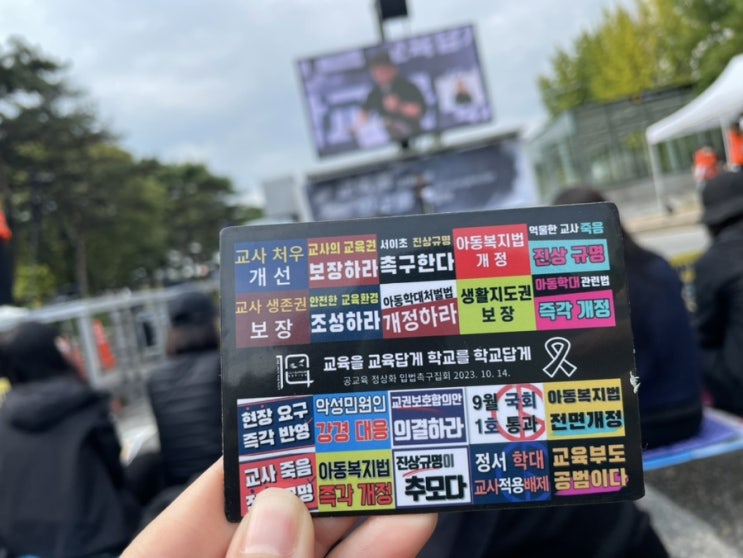 교사 처우
개선
교사의 교육권
보장하라
서이초 진상규명
촉구한다
아동복지법
개정
억울한 교사 죽음
진상 규명
교사 생존권
보장
안전한 교육환경
조성하라
아동학대처벌법
개정하라
생활지도권
보장
아동학대 관련법
즉각 개정
교육을 교육답게 학교를 학교답게
공교육 정상화 입법촉구집회 2023. 10. 14.
현장 요구
즉각 반영
악성민원인
강경 대응
교권보호합의안
의결하라
9월 국회
1호 통과
아동복지법
전면개정
교사 죽음
아동복지법
즉각 개정
진상규명이
추모다
정서 학대
교사적용배제
교육부도
공범이다